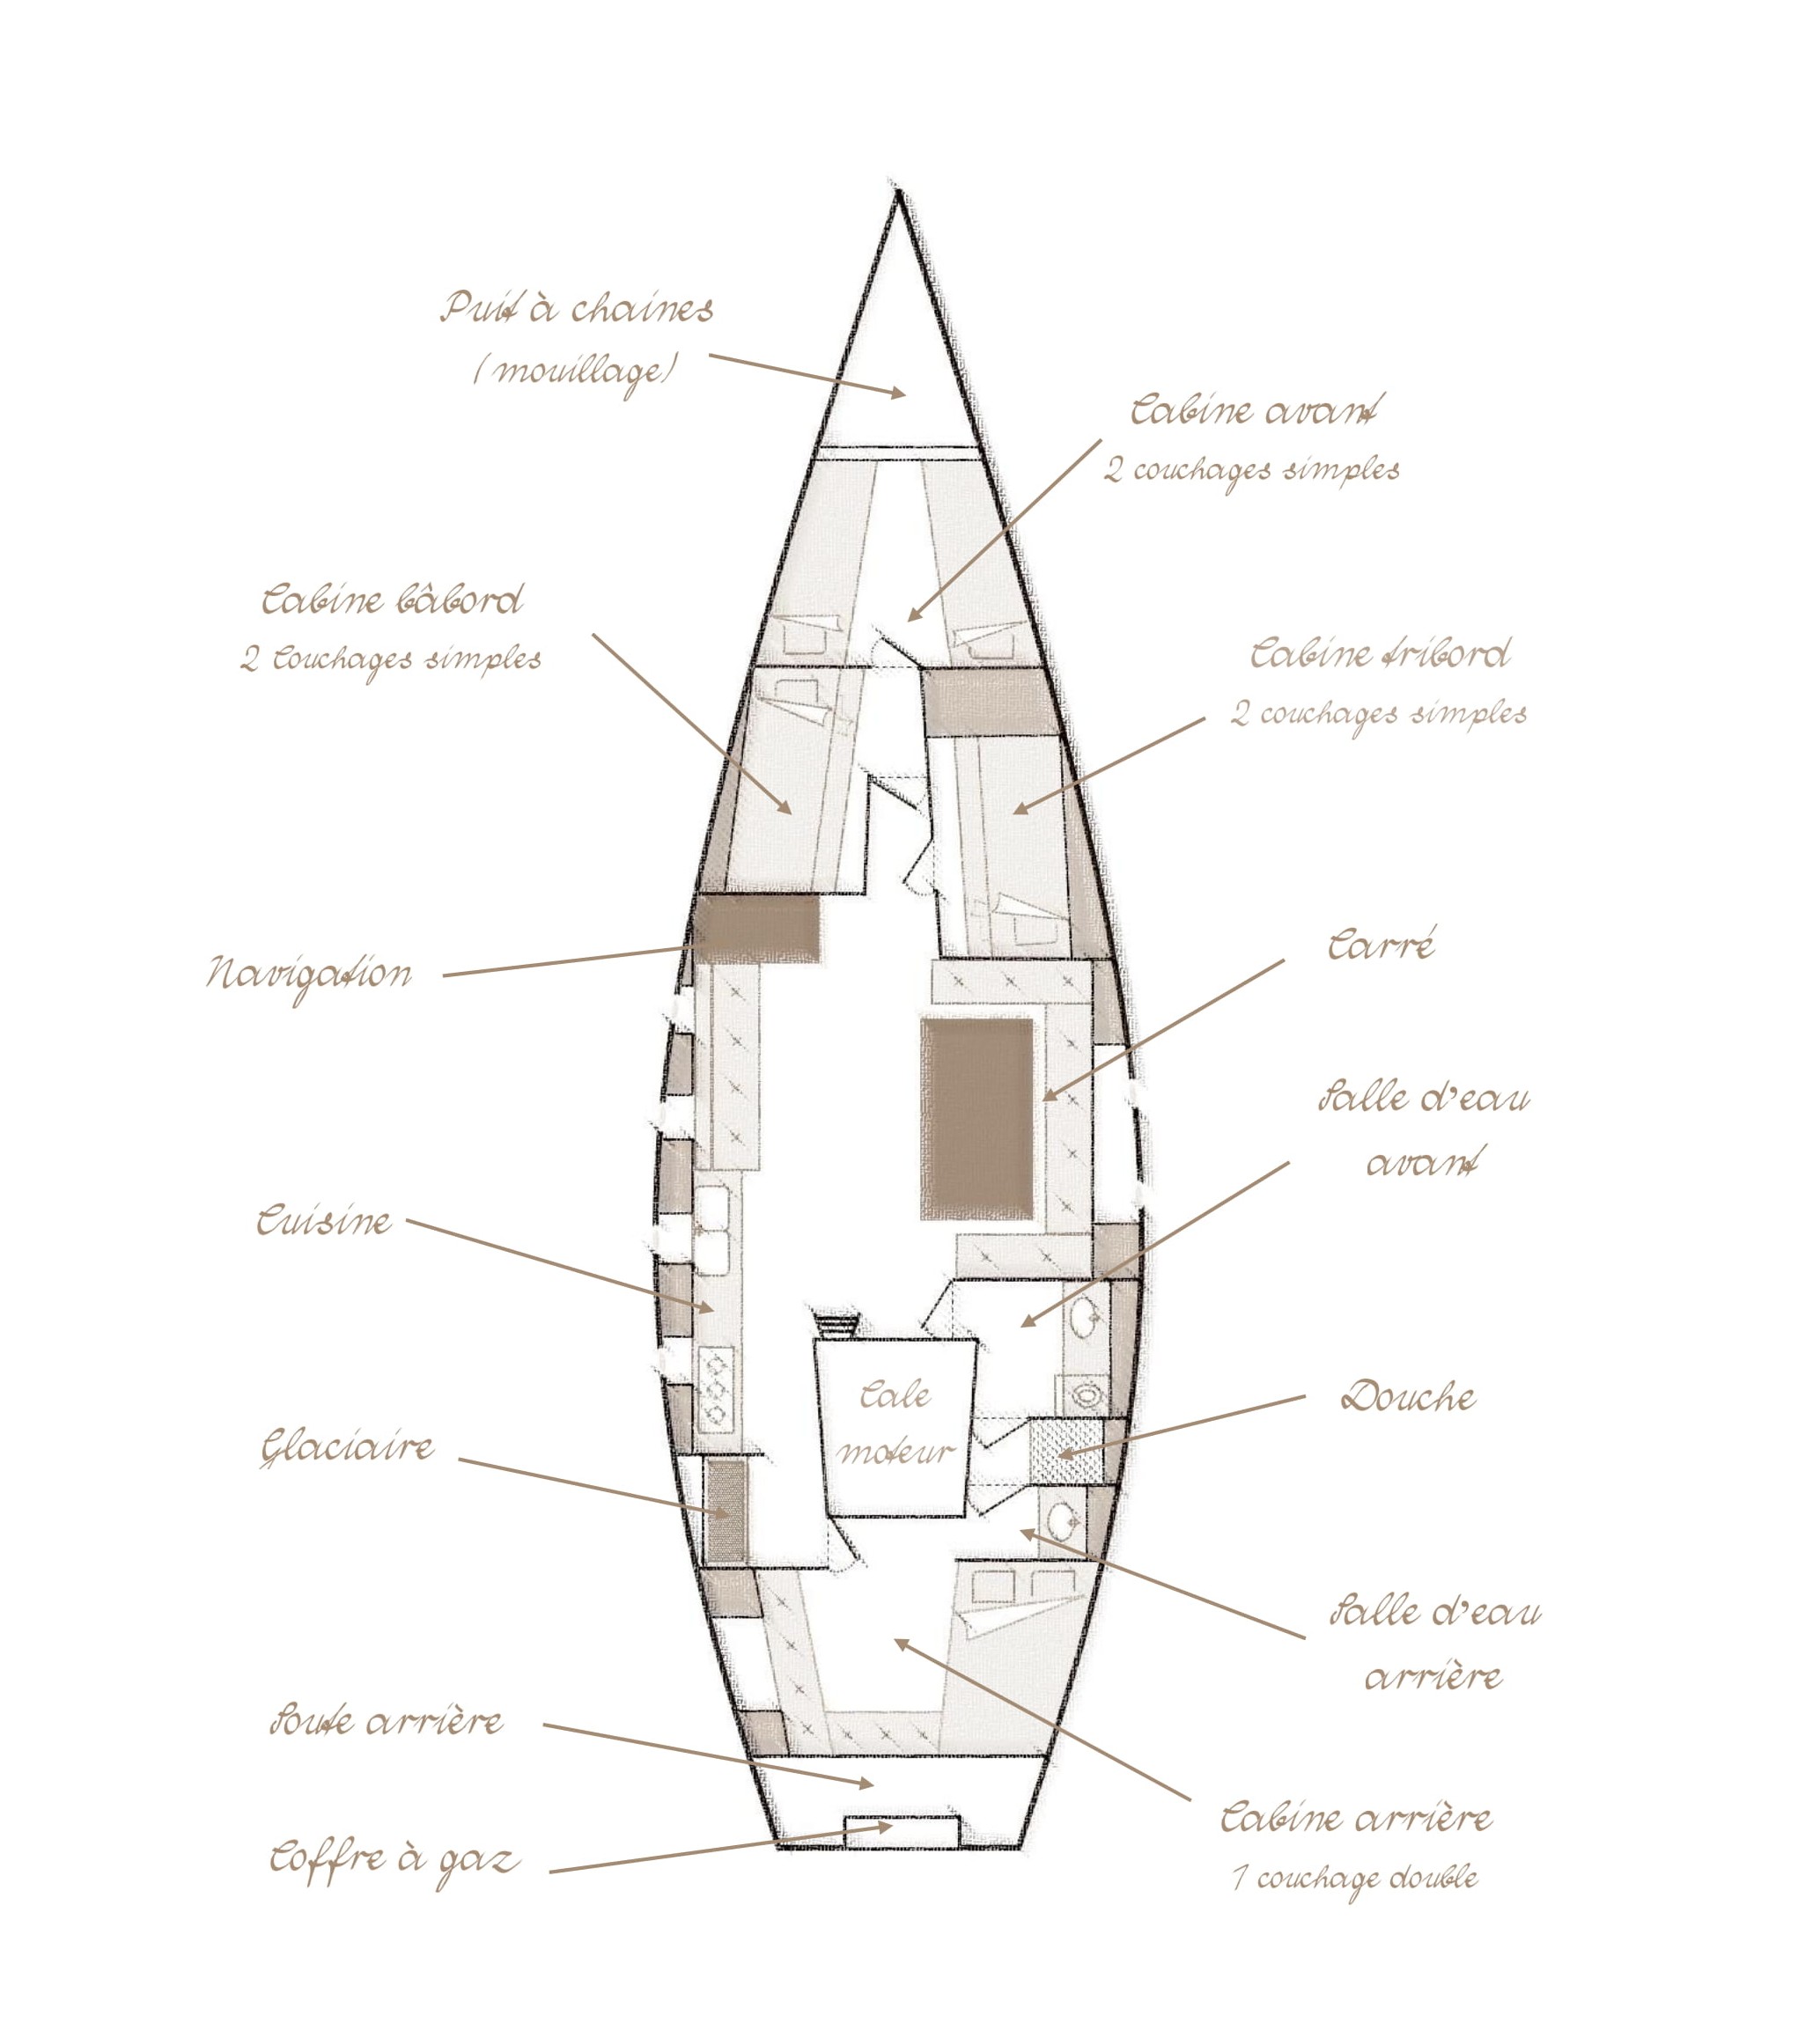 Puit à chaines
(mouillage)
Cabine avant
2 couchages simples
Cabine bâbord
2 Couchages simples
Cabine tribord
2 couchages simples
Navigation
Carré
Salle d'eau
avant
Cuisine
Cale
moteur
Douche
Glaciaire
Salle d'eau
arrière
Soute arrière
Cabine arrière
1 couchage double
Coffre à gaz